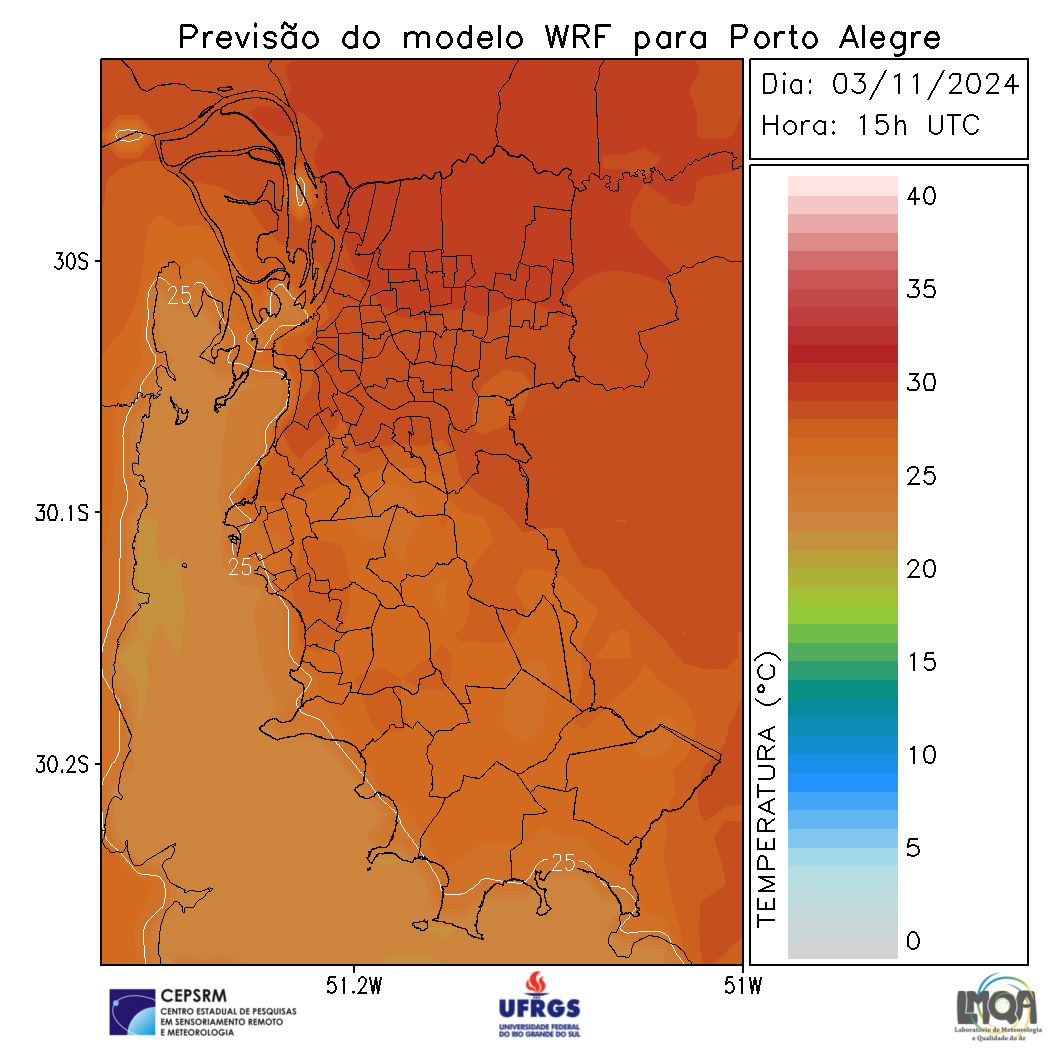 Previsão do modelo WRF para Porto Alegre
Dia: 03/11/2024
Hora: 15h UTC
40
35
30
25
20
15
10
5
0
TEMPERATURA (°C)
30S
30.1S
30.2S
51.2W
51W
25
25
25
CEPSRM
CENTRO ESTADUAL DE PESQUISAS
EM SENSORIAMENTO REMOTO
E METEOROLOGIA
UFRGS
UNIVERSIDADE FEDERAL
DO RIO GRANDE DO SUL
LMQA
Laboratório de Meteorologia
e Qualidade do Ar